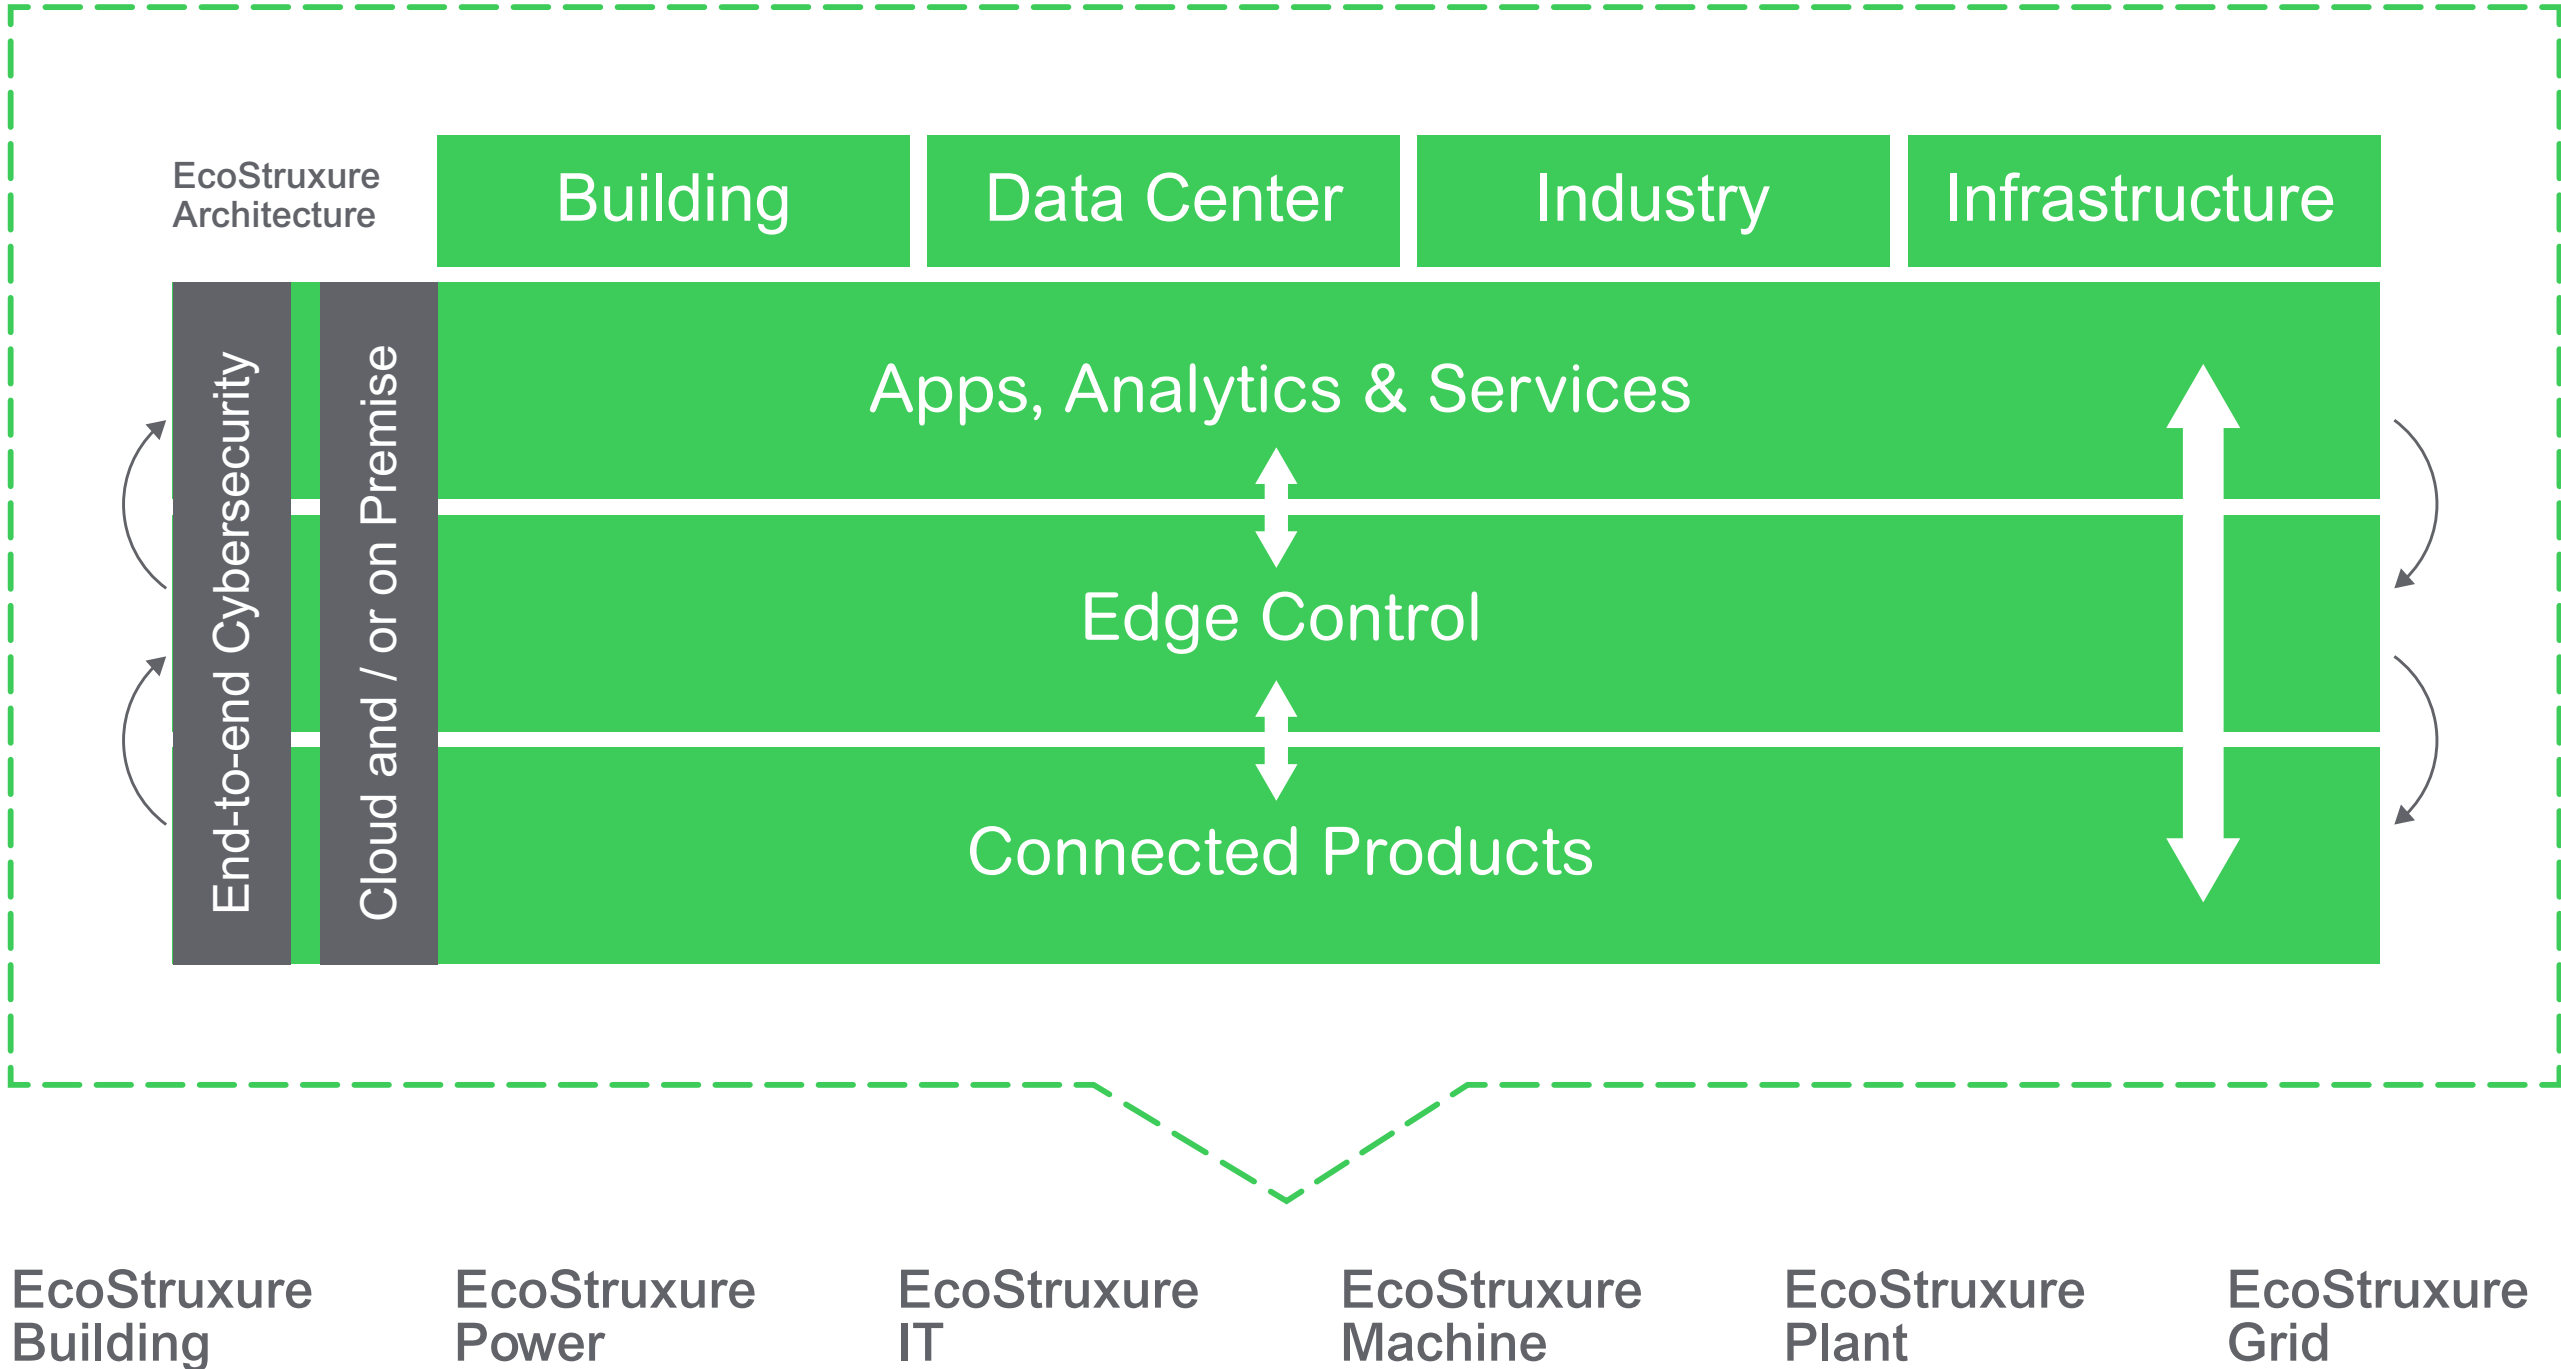 EcoStruxure
Architecture
Building
Data Center
Industry
Infrastructure
End-to-end Cybersecurity
Cloud and / or on Premise
Apps, Analytics & Services
Edge Control
Connected Products
EcoStruxure
Building
EcoStruxure
Power
EcoStruxure
IT
EcoStruxure
Machine
EcoStruxure
Plant
EcoStruxure
Grid